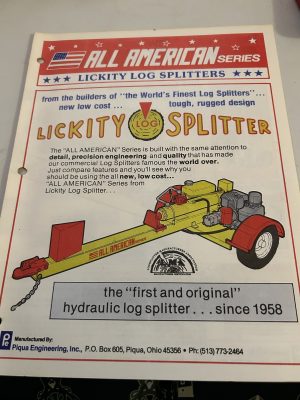 ALL AMERICAN SERIES
LICKITY LOG SPLITTERS
from the builders of "the World's Finest Log Splitters"...
new low cost ... tough, rugged design
LICKITY LOG SPLITTER
The "ALL AMERICAN" Series is built with the same attention to
detail, precision engineering and quality that has made
our commercial Log Splitters famous the world over.
Just compare features and you'll see why you
should be using the all new, low cost...
"ALL AMERICAN" Series from
Lickity Log Splitter...
ALL AMERICAN
the "first and original"
hydraulic log splitter... since 1958
Pe
Manufactured By:
Piqua Engineering, Inc., P.O. Box 605, Piqua, Ohio 45356 • Ph: (513) 773-2464